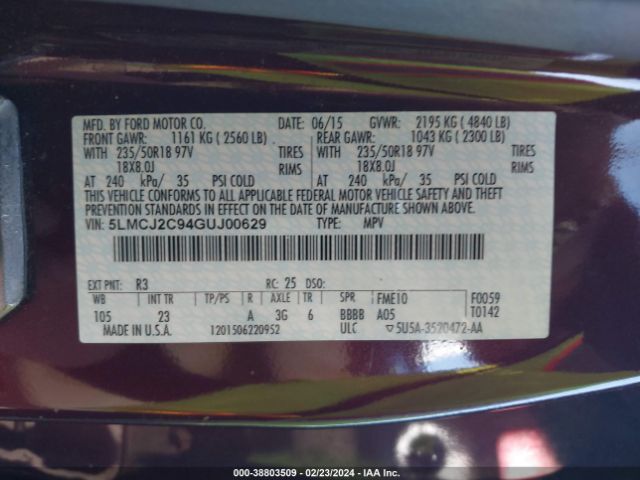 MFD. BY FORD MOTOR CO. DATE: 06/15 GVWR: 2195 KG ( 4840 LB)
FRONT GAWR: 1161 KG ( 2560 LB) REAR GAWR: 1043 KG ( 2300 LB)
WITH 235/50R18 97V TIRES WITH 235/50R18 97V TIRES
18X8.0J RIMS 18X8.0J RIMS
AT 240 kPa/ 35 PSI COLD AT 240 kPa/ 35 PSI COLD
THIS VEHICLE CONFORMS TO ALL APPLICABLE FEDERAL MOTOR VEHICLE SAFETY AND THEFT
PREVENTION STANDARDS IN EFFECT ON THE DATE OF MANUFACTURE SHOWN ABOVE.
VIN: 5LMCJ2C94GUJ00629 TYPE: MPV
EXT PNT: R3 RC: 25 DSO:
WB INT TR TP/PS R AXLE TR SPR FME10 F0059
105 23 A 3G 6 BBBB A05 T0142
MADE IN U.S.A. 1201506220952 ULC 5U5A-3520472-AA
000-38803509 - 02/23/2024 - IAA Inc.